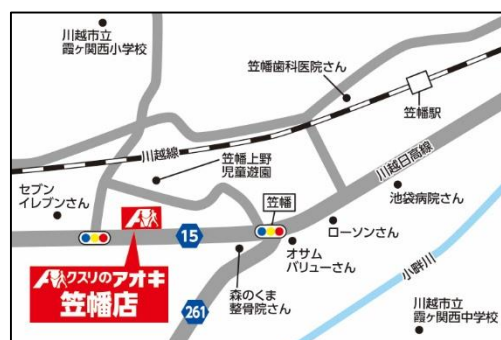 川越市立
霞ヶ関西小学校
笠幡歯科医院さん
笠幡駅
川越線
笠幡上野
児童遊園
川越日高線
セブン
イレブンさん
笠幡
池袋病院さん
15
ローソンさん
オサム
バリューさん
クスリのアオキ
笠幡店
森のくま
整骨院さん
小畔川
261
川越市立
霞ヶ関西中学校